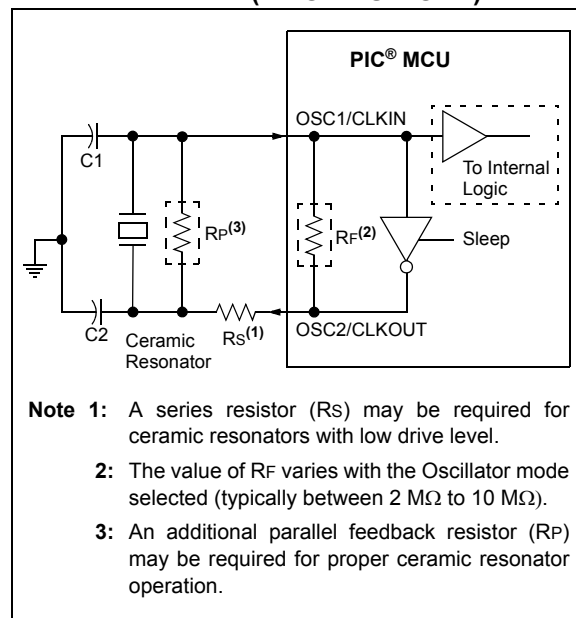 PIC® MCU
OSC1/CLKIN
C1
To Internal
Logic
RP(3)
RF(2)
Sleep
C2
Ceramic
Resonator
RS(1)
OSC2/CLKOUT
Note 1: A series resistor (RS) may be required for
ceramic resonators with low drive level.
2: The value of RF varies with the Oscillator mode
selected (typically between 2 MΩ to 10 MΩ).
3: An additional parallel feedback resistor (RP)
may be required for proper ceramic resonator
operation.